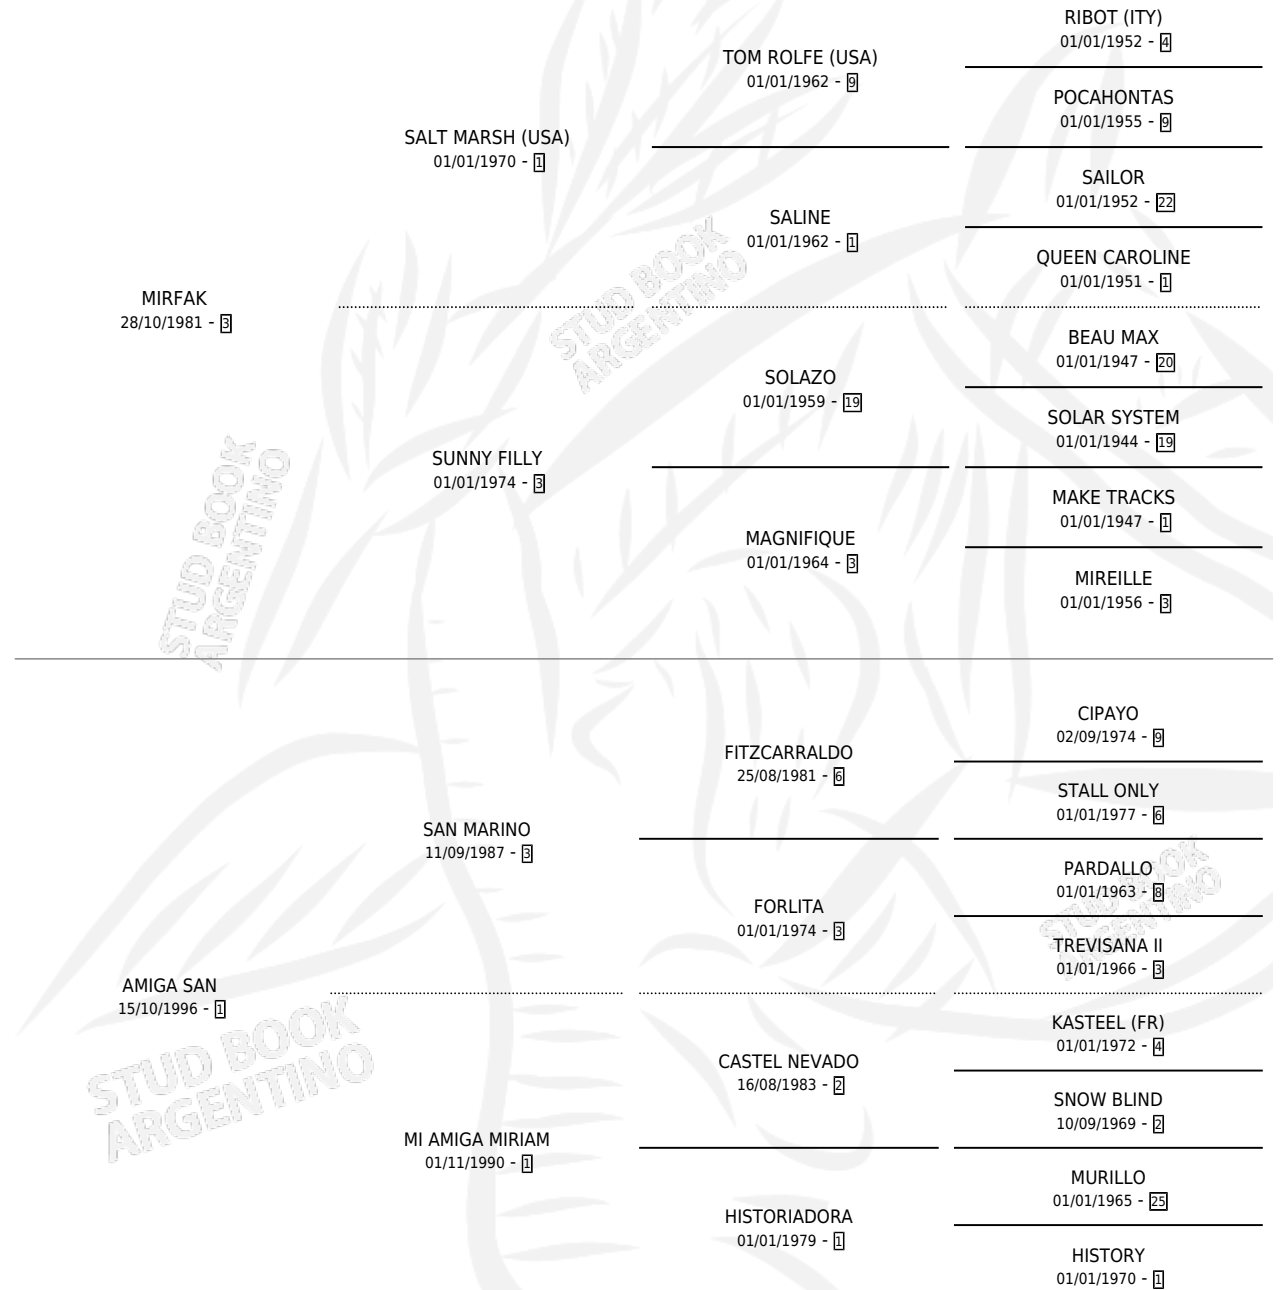 RIBOT (ITY)
01/01/1952 - 4
TOM ROLFE (USA)
01/01/1962 - 9
POCAHONTAS
01/01/1955 - 9
SALT MARSH (USA)
01/01/1970 - 1
SAILOR
01/01/1952 - 22
SALINE
01/01/1962 - 1
QUEEN CAROLINE
01/01/1951 - 1
MIRFAK
28/10/1981 - 3
BEAU MAX
01/01/1947 - 20
SOLAZO
01/01/1959 - 19
SOLAR SYSTEM
01/01/1944 - 19
SUNNY FILLY
01/01/1974 - 3
MAKE TRACKS
01/01/1947 - 1
MAGNIFIQUE
01/01/1964 - 3
MIREILLE
01/01/1956 - 3
CIPAYO
02/09/1974 - 9
FITZCARRALDO
25/08/1981 - 6
STALL ONLY
01/01/1977 - 6
SAN MARINO
11/09/1987 - 3
PARDALLO
01/01/1963 - 8
FORLITA
01/01/1974 - 3
TREVISANA II
01/01/1966 - 3
AMIGA SAN
15/10/1996 - 1
KASTEEL (FR)
01/01/1972 - 4
CASTEL NEVADO
16/08/1983 - 2
SNOW BLIND
10/09/1969 - 2
MI AMIGA MIRIAM
01/11/1990 - 1
MURILLO
01/01/1965 - 25
HISTORIADORA
01/01/1979 - 1
HISTORY
01/01/1970 - 1
STUD BOOK
ARGENTINO
STUD BOOK
ARGENTINO
STUD BOOK
ARGENTINO
STUD BOOK
ARGENTINO